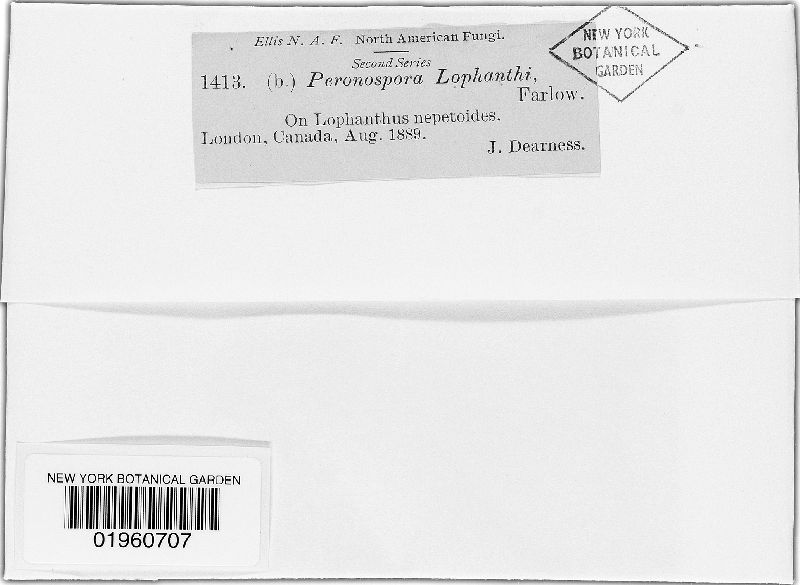 Ellis N. A. F. North American Fungi.
Second Series
1413. (b.) Peronospora Lophanthi,
Farlow.
On Lophanthus nepetoides.
London, Canada, Aug. 1889.
J. Dearness.
NEW YORK
BOTANICAL
GARDEN
NEW YORK BOTANICAL GARDEN
01960707